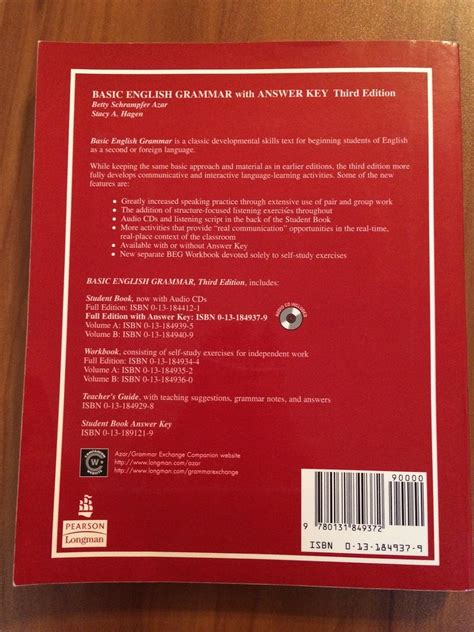 BASIC ENGLISH GRAMMAR with ANSWER KEY Third Edition
Betty Schrampfer Azar
Stacy A. Hagen
Basic English Grammar is a classic developmental skills text for beginning students of English
as a second or foreign language.
While keeping the same basic approach and material as in earlier editions, the third edition more
fully develops communicative and interactive language-learning activities. Some of the new
features are:
• Greatly increased speaking practice through extensive use of pair and group work
• The addition of structure-focused listening exercises throughout
• Audio CDs and listening script in the back of the Student Book
• More activities that provide "real communication" opportunities in the real-time,
real-place context of the classroom
• Available with or without Answer Key
• New separate BEG Workbook devoted solely to self-study exercises
BASIC ENGLISH GRAMMAR, Third Edition, includes:
Student Book, now with Audio CDs
Full Edition: ISBN 0-13-184412-1
Full Edition with Answer Key: ISBN 0-13-184937-9
Volume A: ISBN 0-13-184939-5
Volume B: ISBN 0-13-184940-9
AUDIO CD INCLUDED
Workbook, consisting of self-study exercises for independent work
Full Edition: ISBN 0-13-184934-4
Volume A: ISBN 0-13-184935-2
Volume B: ISBN 0-13-184936-0
Teacher's Guide, with teaching suggestions, grammar notes, and answers
ISBN 0-13-184929-8
Student Book Answer Key
ISBN 0-13-189121-9
W
Azar/Grammar Exchange Companion website
http://www.longman.com/azar
http://www.longman.com/grammarexchange
PEARSON
Longman
90000
9 780131 849372
ISBN 0-13-184937-9